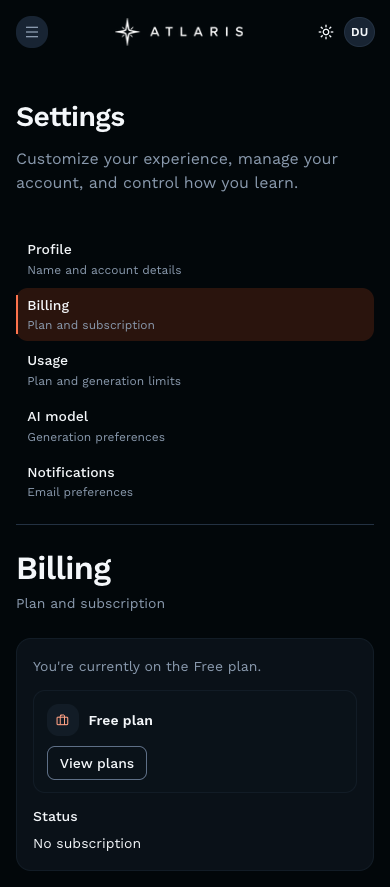 ATLARIS
DU
Settings
Customize your experience, manage your
account, and control how you learn.
Profile
Name and account details
Billing
Plan and subscription
Usage
Plan and generation limits
AI model
Generation preferences
Notifications
Email preferences
Billing
Plan and subscription
You're currently on the Free plan.
Free plan
View plans
Status
No subscription